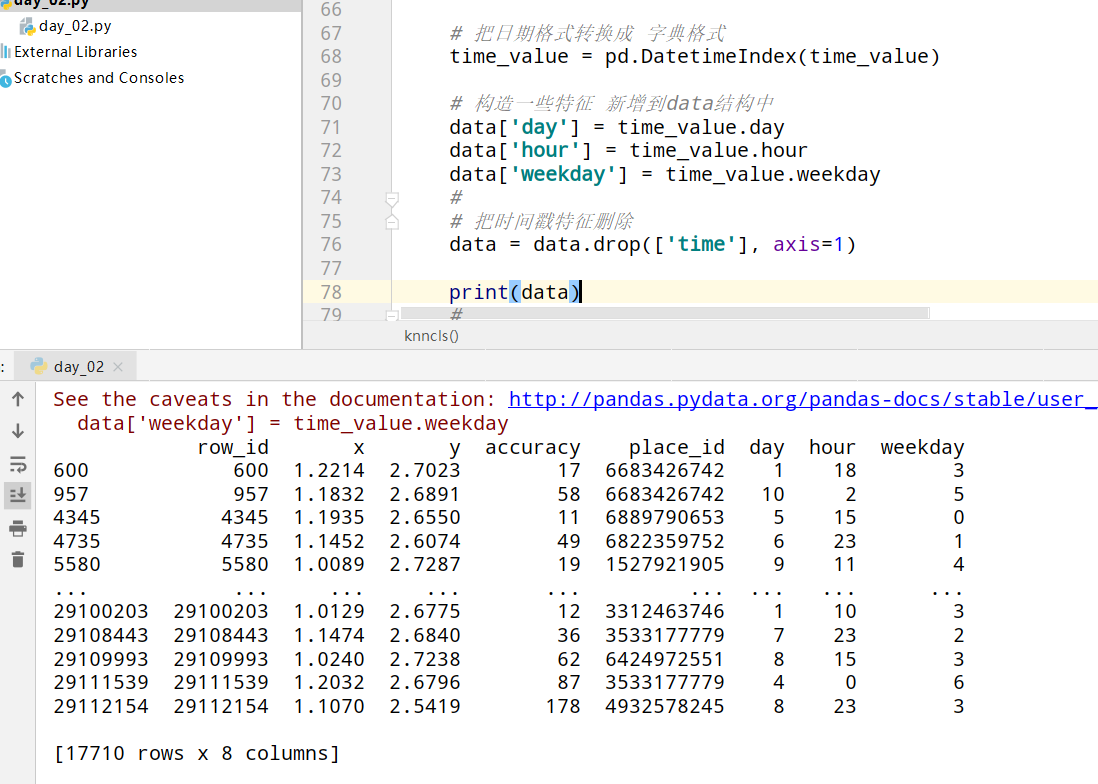 day_02.py
day_02.py
External Libraries
Scratches and Consoles
66
67 # 把日期格式转换成 字典格式
68 time_value = pd.DatetimeIndex(time_value)
69
70 # 构造一些特征 新增到data结构中
71 data['day'] = time_value.day
72 data['hour'] = time_value.hour
73 data['weekday'] = time_value.weekday
74 #
75 # 把时间戳特征删除
76 data = data.drop(['time'], axis=1)
77
78 print(data)
79 #
knncls()
: day_02
See the caveats in the documentation: http://pandas.pydata.org/pandas-docs/stable/user_
data['weekday'] = time_value.weekday
row_id x y accuracy place_id day hour weekday
600 600 1.2214 2.7023 17 6683426742 1 18 3
957 957 1.1832 2.6891 58 6683426742 10 2 5
4345 4345 1.1935 2.6550 11 6889790653 5 15 0
4735 4735 1.1452 2.6074 49 6822359752 6 23 1
5580 5580 1.0089 2.7287 19 1527921905 9 11 4
... ... ... ... ... ... ... ... ...
29100203 29100203 1.0129 2.6775 12 3312463746 1 10 3
29108443 29108443 1.1474 2.6840 36 3533177779 7 23 2
29109993 29109993 1.0240 2.7238 62 6424972551 8 15 3
29111539 29111539 1.2032 2.6796 87 3533177779 4 0 6
29112154 29112154 1.1070 2.5419 178 4932578245 8 23 3
[17710 rows x 8 columns]